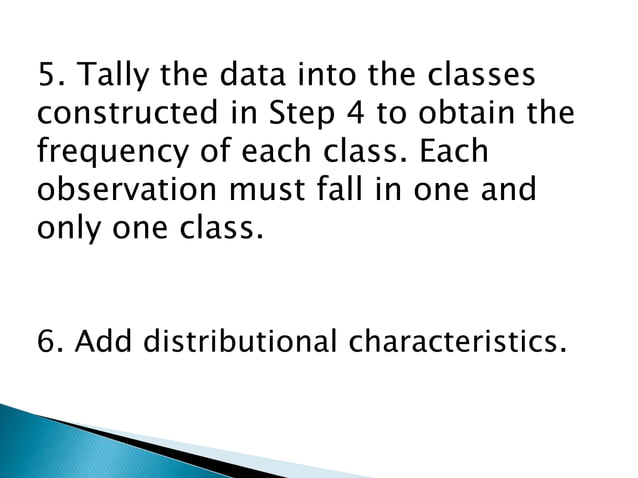 5. Tally the data into the classes
constructed in Step 4 to obtain the
frequency of each class. Each
observation must fall in one and
only one class.
6. Add distributional characteristics.